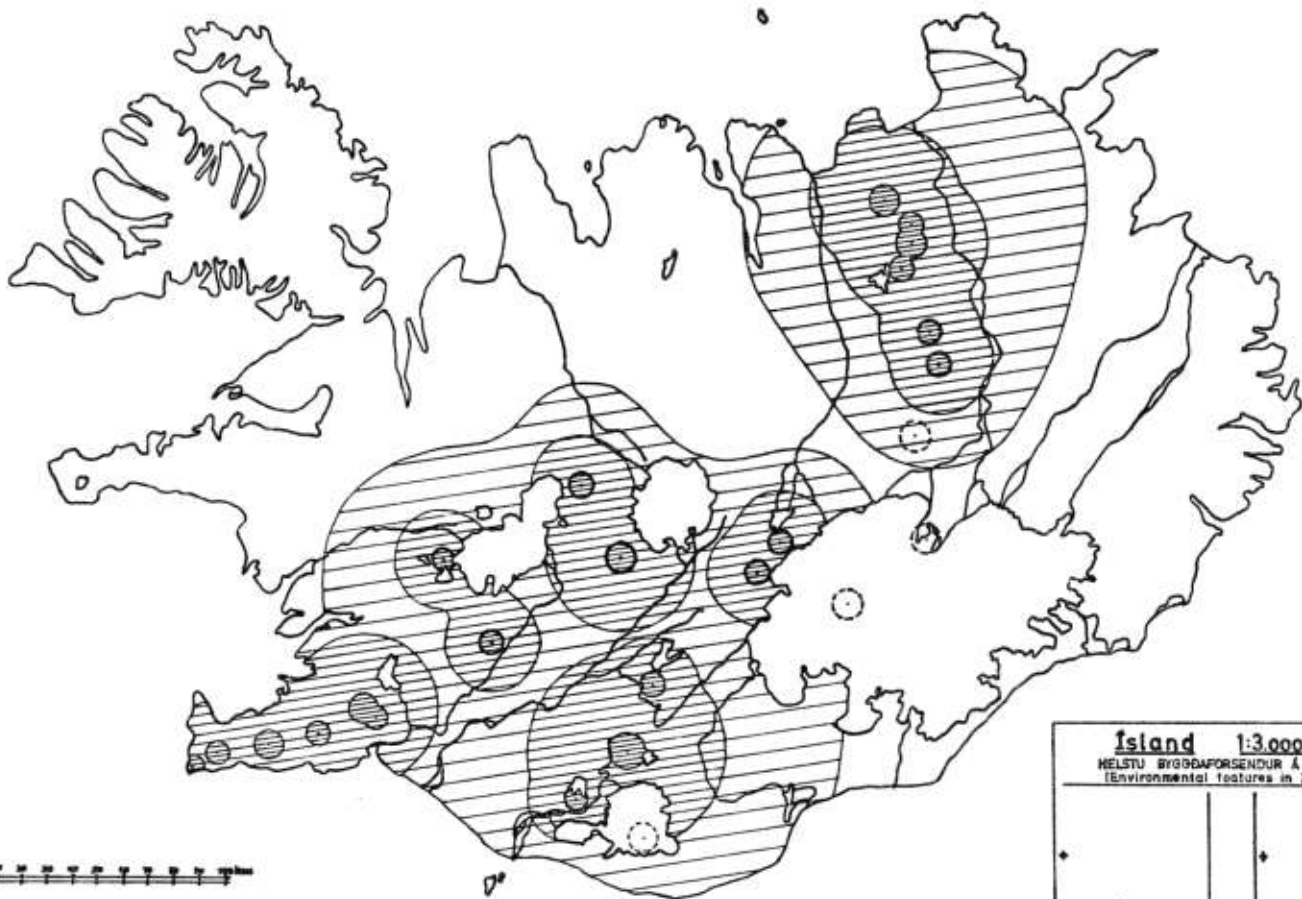 Ísland 1:3.000
HELSTU BYGGÐAFORSENDUR Á
(Environmental features in